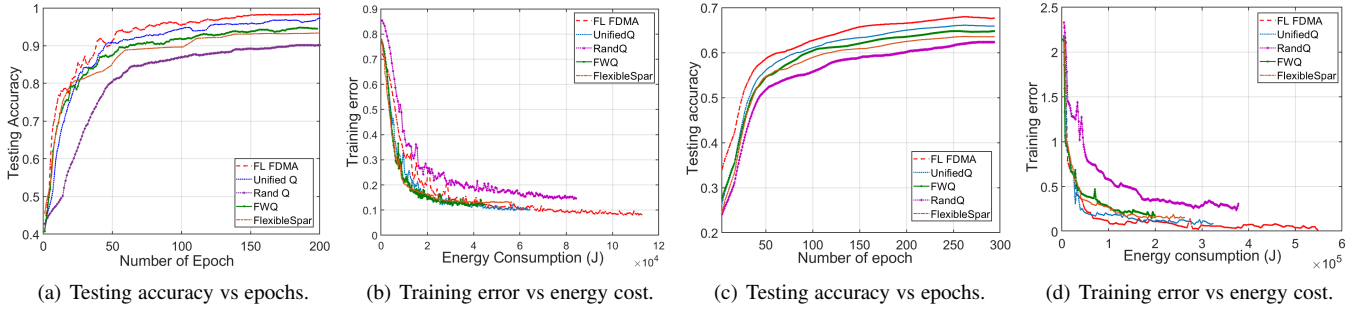 Testing Accuracy
1
0.9
0.8
0.7
0.6
0.5
0.4
0
50
100
150
200
Number of Epoch
FL FDMA
Unified Q
Rand Q
FWQ
FlexibleSpar
(a) Testing accuracy vs epochs.
Training error
0.9
0.8
0.7
0.6
0.5
0.4
0.3
0.2
0.1
0
0
2
4
6
8
10
12
×10⁴
Energy Consumption (J)
FL FDMA
UnifiedQ
RandQ
FWQ
FlexibleSpar
(b) Training error vs energy cost.
Testing accuracy
0.7
0.6
0.5
0.4
0.3
0.2
50
100
150
200
250
300
Number of epoch
FL FDMA
UnifiedQ
FWQ
RandQ
FlexibleSpar
(c) Testing accuracy vs epochs.
Training error
2.5
2
1.5
1
0.5
0
0
1
2
3
4
5
6
×10⁵
Energy consumption (J)
FL FDMA
UnifiedQ
FWQ
RandQ
FlexibleSpar
(d) Training error vs energy cost.